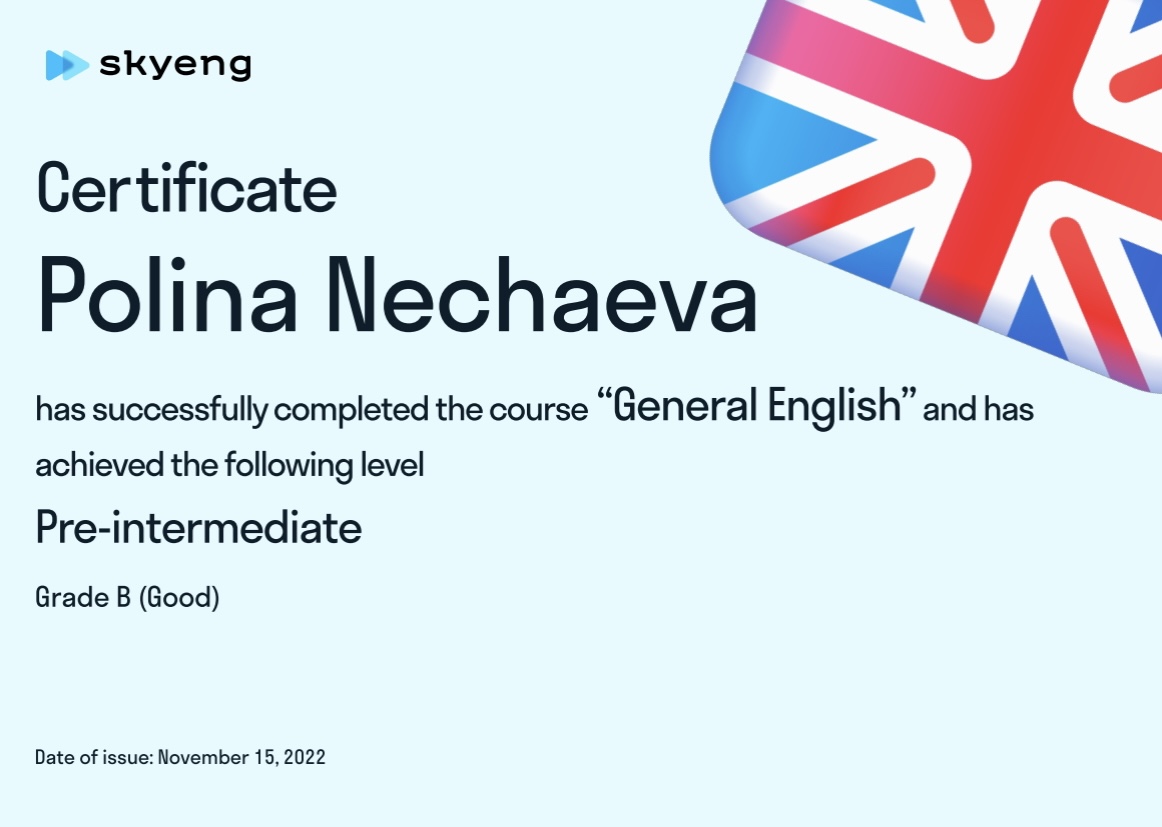 skyeng
Certificate
Polina Nechaeva
has successfully completed the course “General English” and has
achieved the following level
Pre-intermediate
Grade B (Good)
Date of issue: November 15, 2022